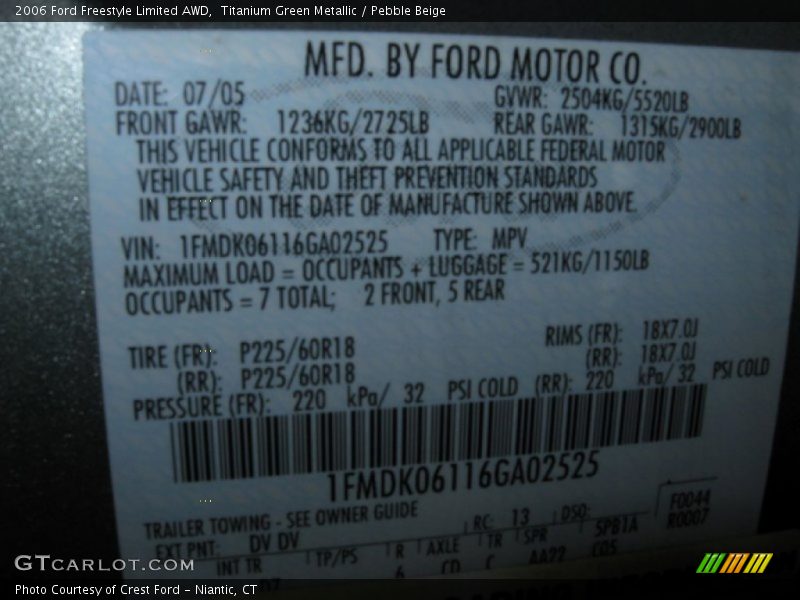 2006 Ford Freestyle Limited AWD, Titanium Green Metallic / Pebble Beige
MFD. BY FORD MOTOR CO.
DATE: 07/05 GVWR: 2504KG/5520LB
FRONT GAWR: 1236KG/2725LB REAR GAWR: 1315KG/2900LB
THIS VEHICLE CONFORMS TO ALL APPLICABLE FEDERAL MOTOR
VEHICLE SAFETY AND THEFT PREVENTION STANDARDS
IN EFFECT ON THE DATE OF MANUFACTURE SHOWN ABOVE.
VIN: 1FMDK06116GA02525 TYPE: MPV
MAXIMUM LOAD = OCCUPANTS + LUGGAGE = 521KG/1150LB
OCCUPANTS = 7 TOTAL; 2 FRONT, 5 REAR
TIRE (FR): P225/60R18 RIMS (FR): 18X7.0J
(RR): P225/60R18 (RR): 18X7.0J
PRESSURE (FR): 220 kPa/ 32 PSI COLD (RR): 220 kPa/ 32 PSI COLD
1FMDK06116GA02525
TRAILER TOWING - SEE OWNER GUIDE RC: 13 DSO: F0044
EXT PNT: DV DV R0007
INT TR TP/PS R AXLE TR SPR SPB1A
6 CD C AA22 CD5
GTCARLOT.COM
Photo Courtesy of Crest Ford - Niantic, CT